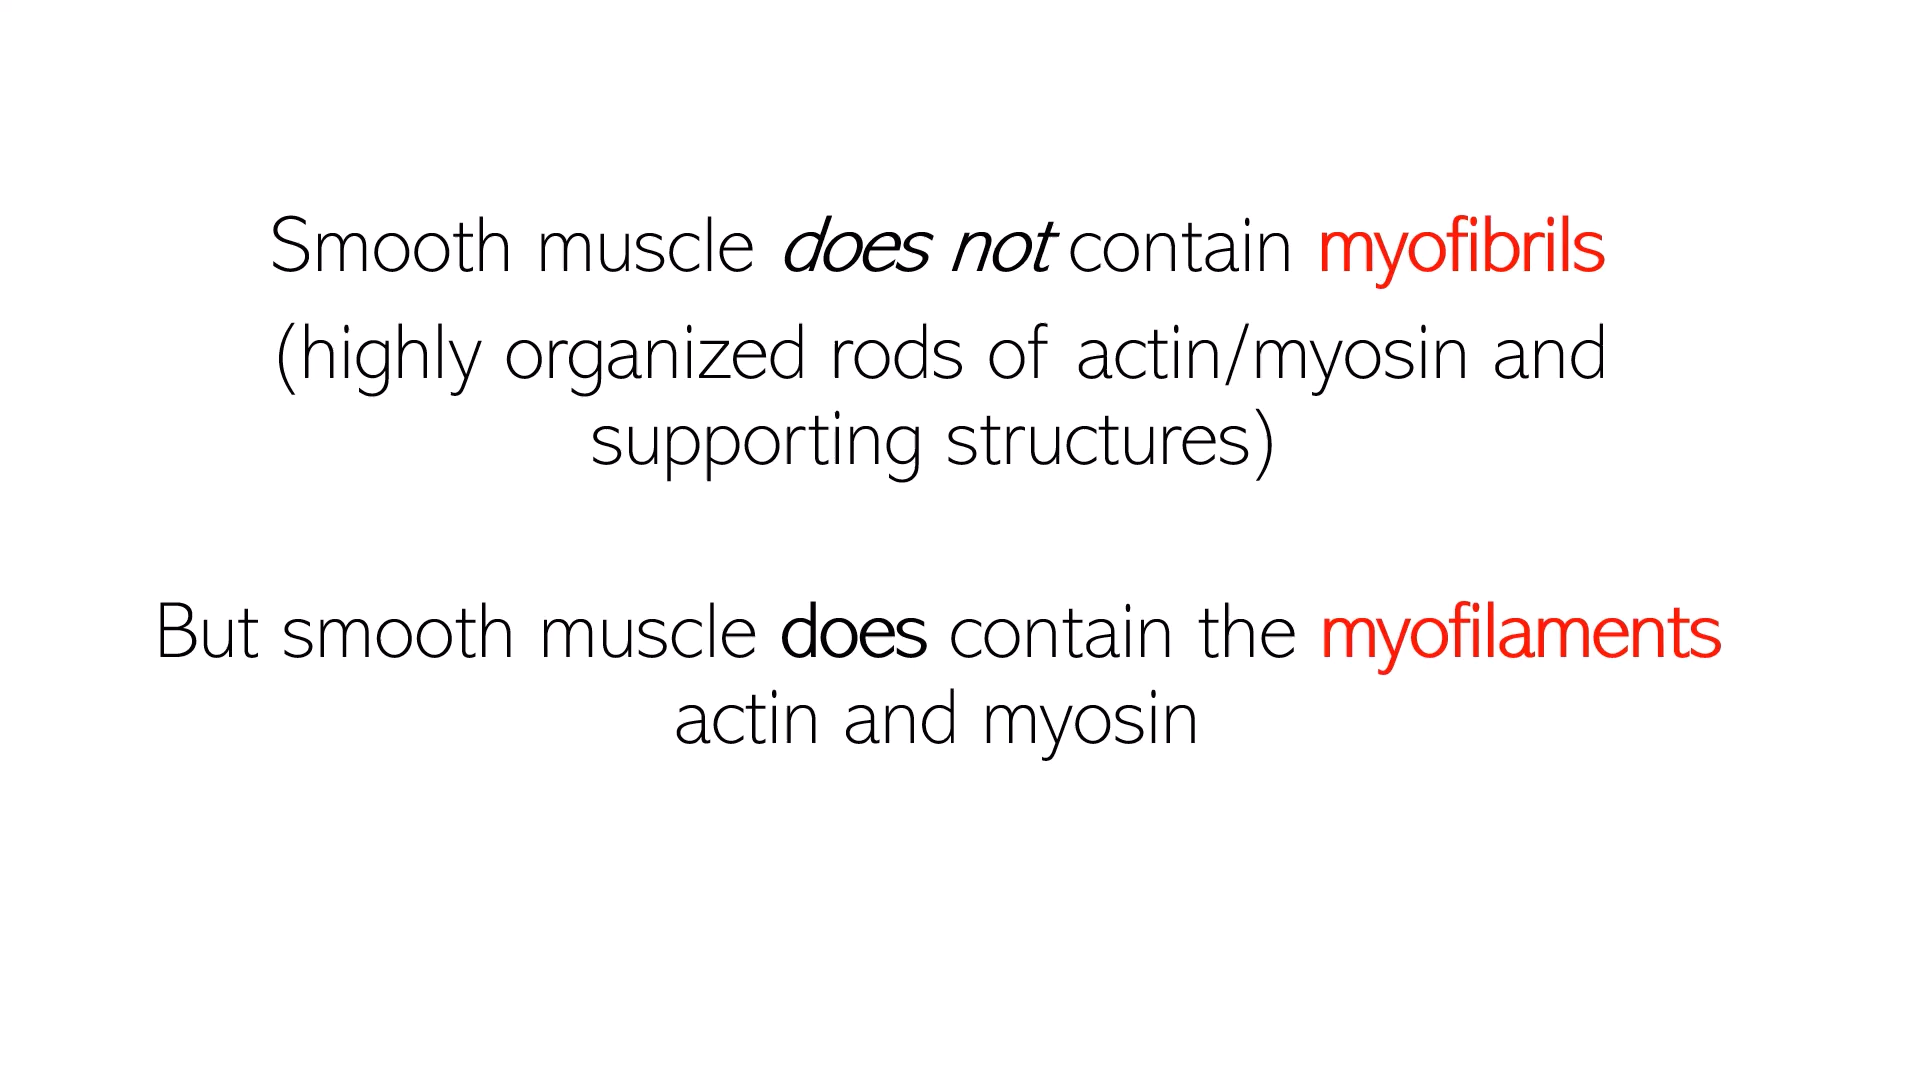 Smooth muscle does not contain myofibrils
(highly organized rods of actin/myosin and
supporting structures)
But smooth muscle does contain the myofilaments
actin and myosin